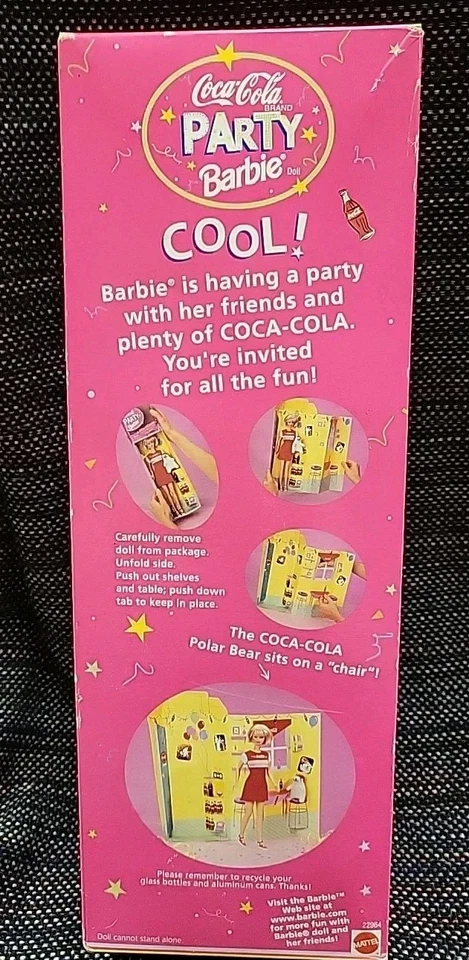 Coca-Cola
BRAND
PARTY
Barbie® Doll
COOL!
Barbie® is having a party
with her friends and
plenty of COCA-COLA.
You're invited
for all the fun!
Carefully remove
doll from package.
Unfold side.
Push out shelves
and table; push down
tab to keep in place.
The COCA-COLA
Polar Bear sits on a "chair"!
Please remember to recycle your
glass bottles and aluminum cans. Thanks!
Visit the Barbie™
Web site at
www.barbie.com
for more fun with
Barbie® doll and
her friends!
Doll cannot stand alone.
22964
MATTEL